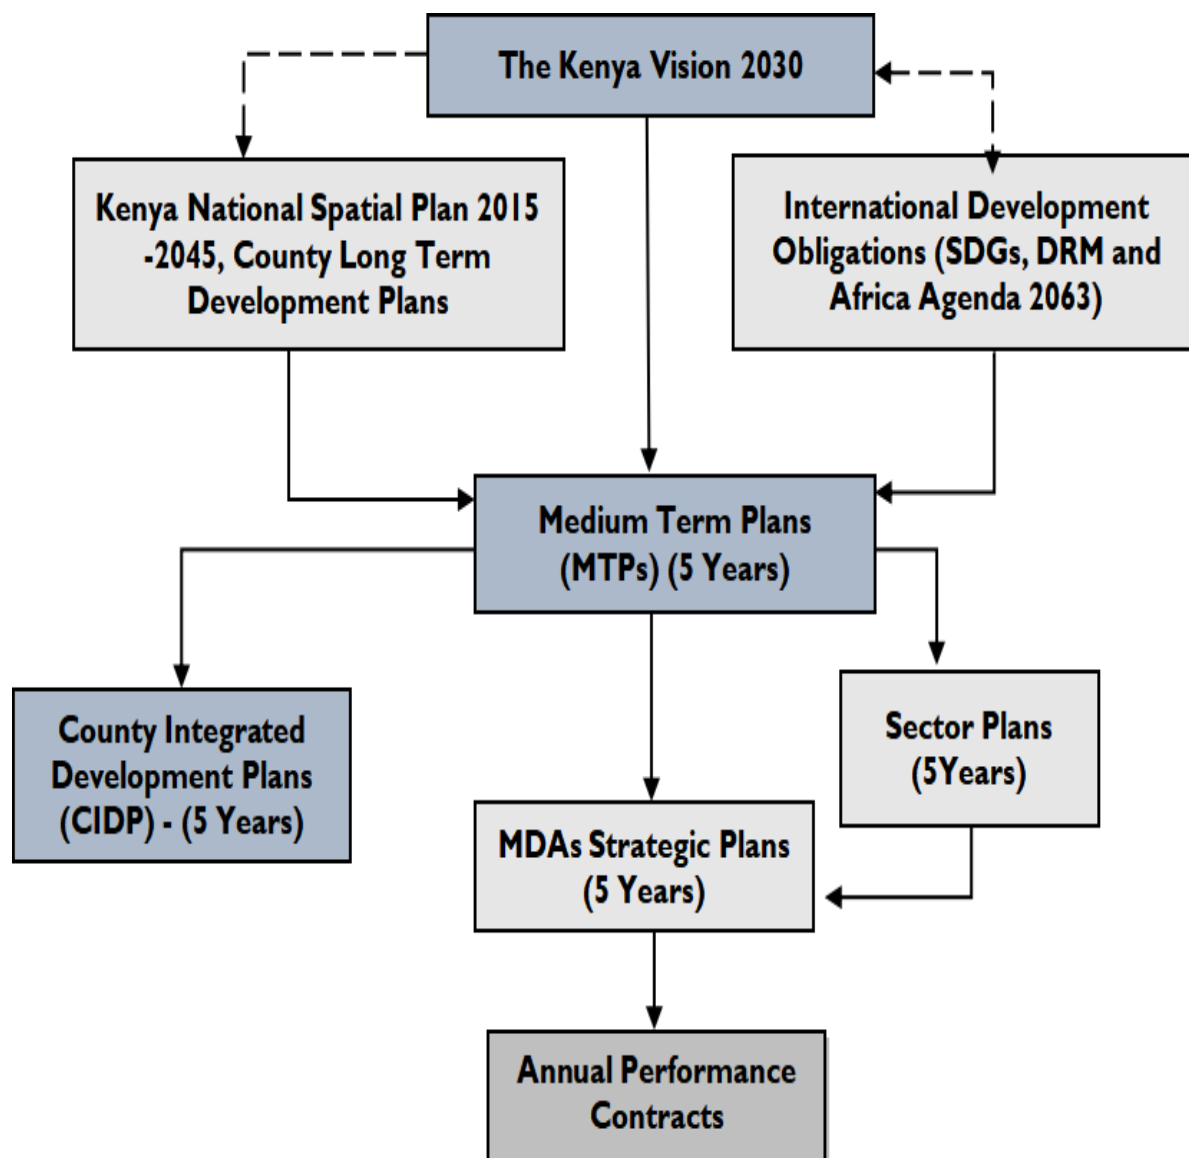 The Kenya Vision 2030
Kenya National Spatial Plan 2015
-2045, County Long Term
Development Plans
International Development
Obligations (SDGs, DRM and
Africa Agenda 2063)
Medium Term Plans
(MTPs) (5 Years)
County Integrated
Development Plans
(CIDP) - (5 Years)
Sector Plans
(5Years)
MDAs Strategic Plans
(5 Years)
Annual Performance
Contracts